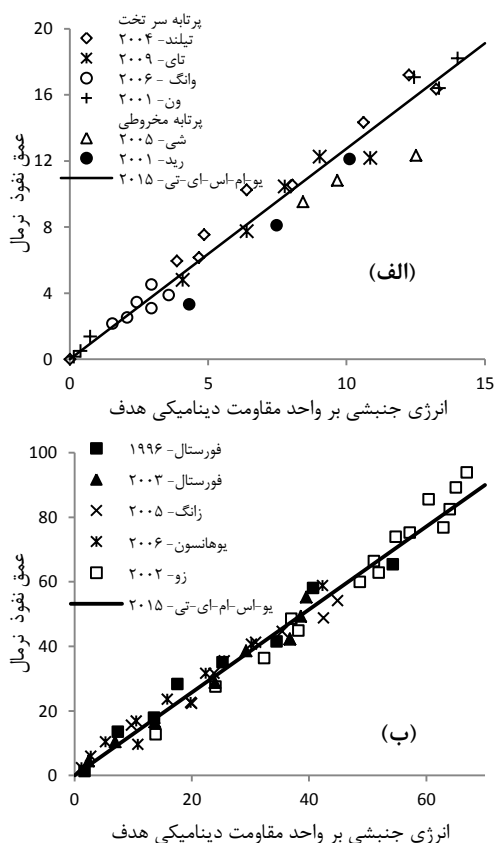 پرتابه سر تخت
تیلند- ۲۰۰۴
تای- ۲۰۰۹
وانگ- ۲۰۰۶
ون- ۲۰۰۱
پرتابه مخروطی
شی- ۲۰۰۵
رید- ۲۰۰۱
یو-ام-اس-ای-تی- ۲۰۱۵
عمق نفوذ نرمال
20
16
12
8
4
0
(الف)
0 5 10 15
انرژی جنبشی بر واحد مقاومت دینامیکی هدف
فورستال- ۱۹۹۶
فورستال- ۲۰۰۳
زانگ- ۲۰۰۵
یوهانسون- ۲۰۰۶
زو- ۲۰۰۲
یو-اس-ام-ای-تی- ۲۰۱۵
عمق نفوذ نرمال
100
80
60
40
20
0
(ب)
0 20 40 60
انرژی جنبشی بر واحد مقاومت دینامیکی هدف